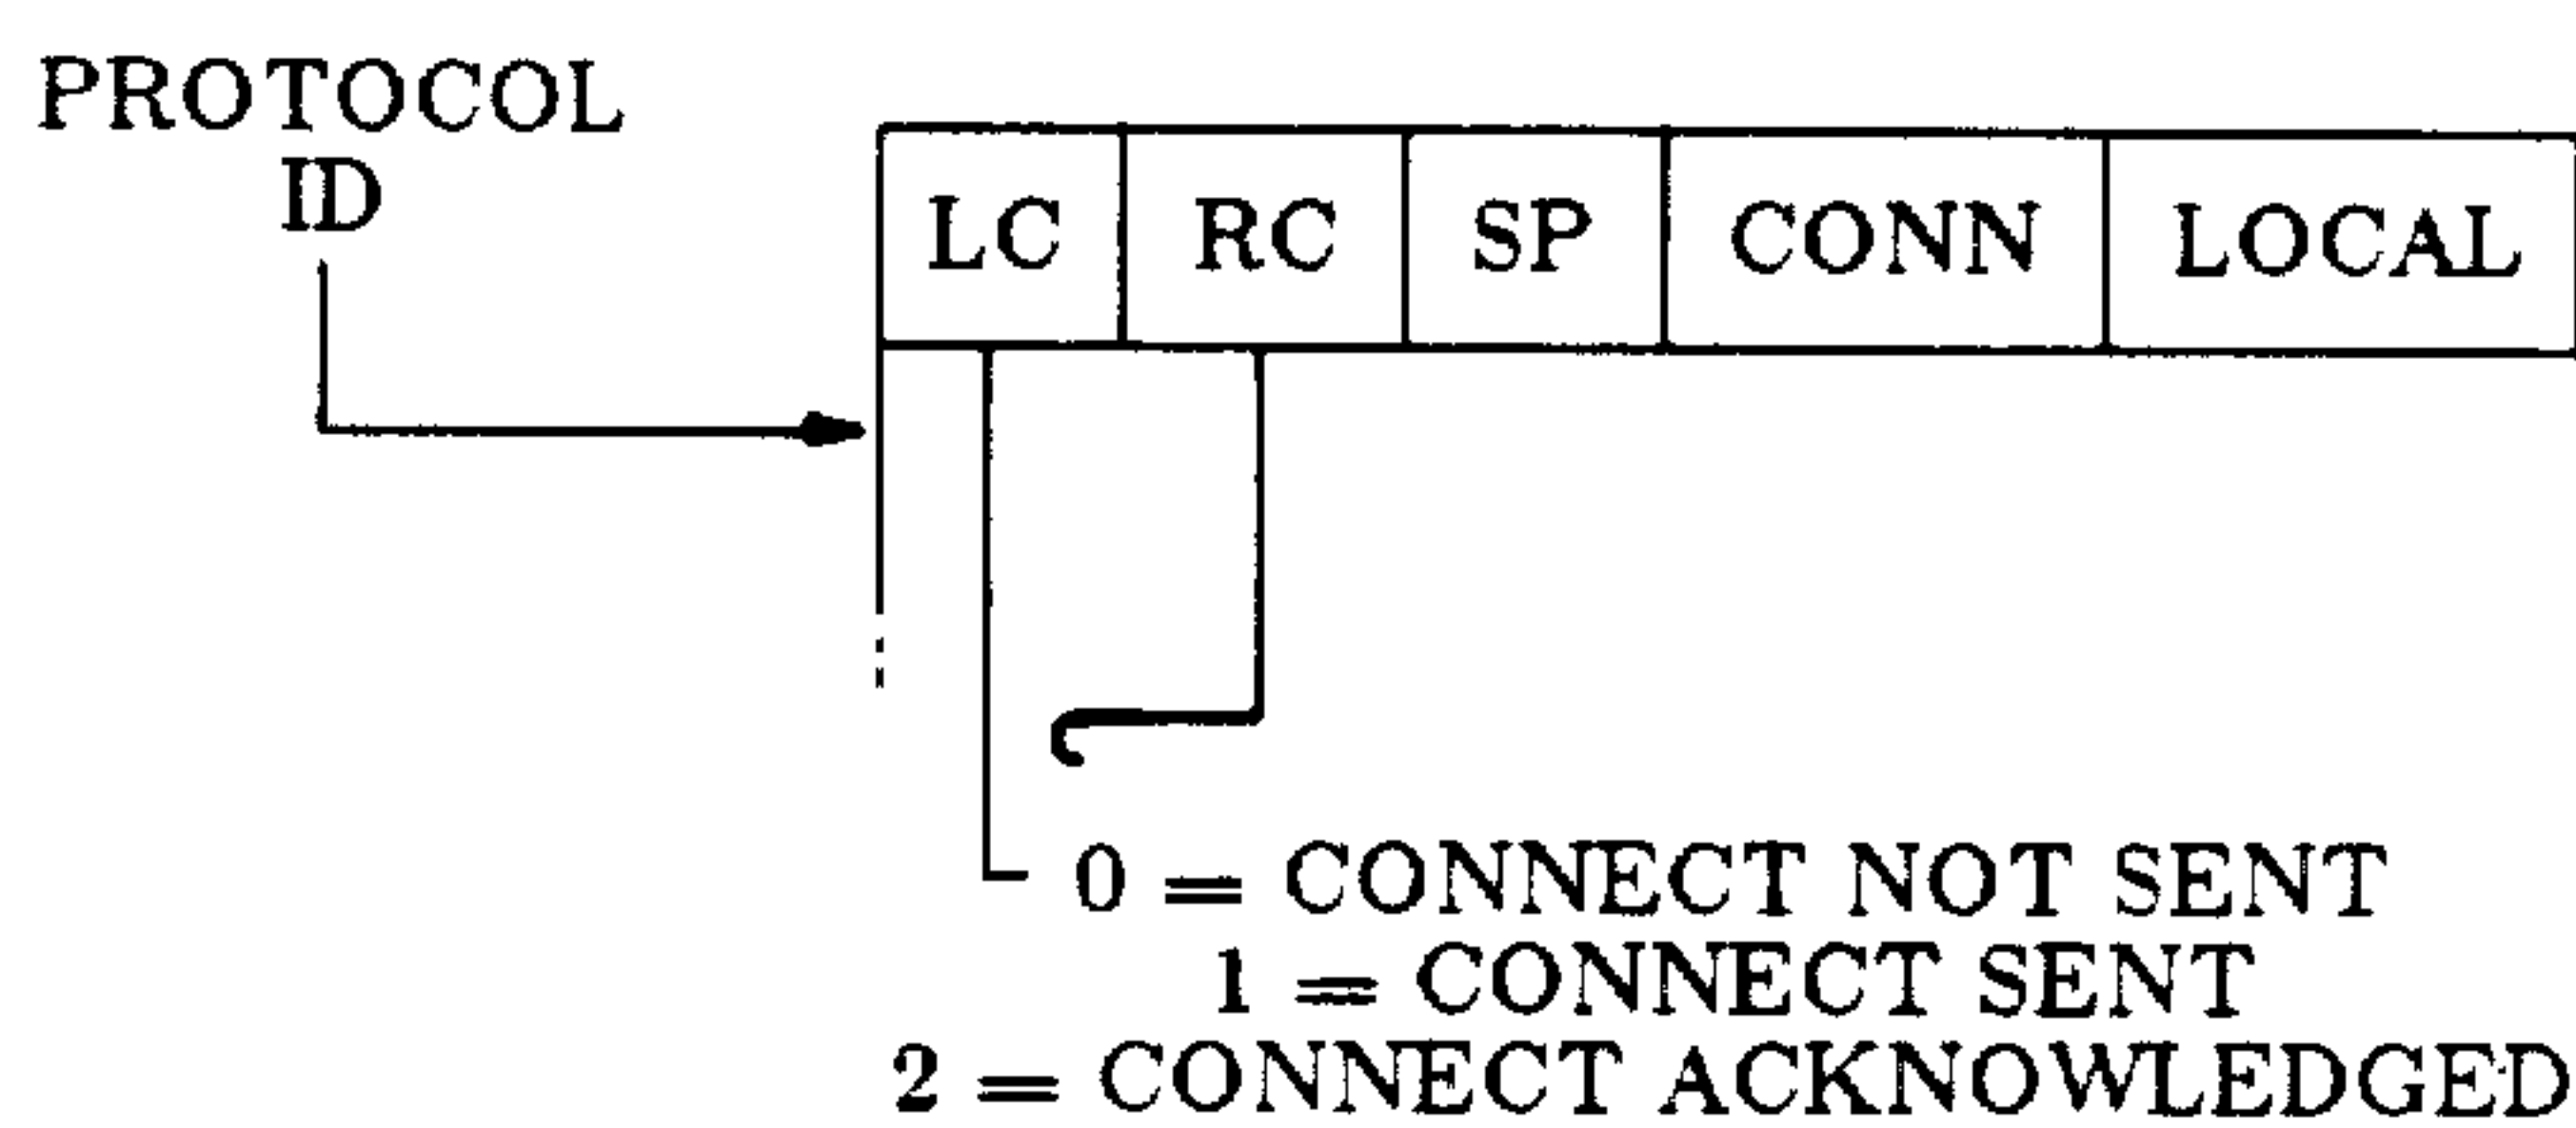 PROTOCOL
ID
LC RC SP CONN LOCAL
0 = CONNECT NOT SENT
1 = CONNECT SENT
2 = CONNECT ACKNOWLEDGED